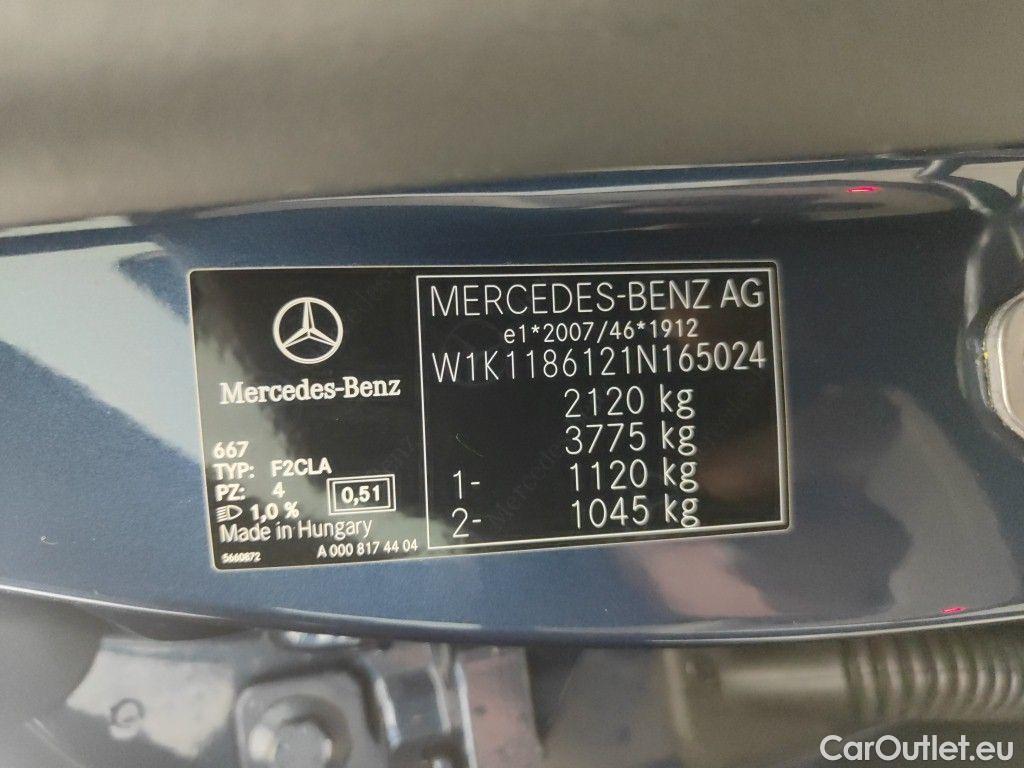 Mercedes-Benz
667
TYP: F2CLA
PZ: 4
1,0 %
0,51
Made in Hungary
5660872
A 000 817 44 04
MERCEDES-BENZ AG
e1*2007/46*1912
W1K1186121N165024
2120 kg
3775 kg
1- 1120 kg
2- 1045 kg
CarOutlet.eu